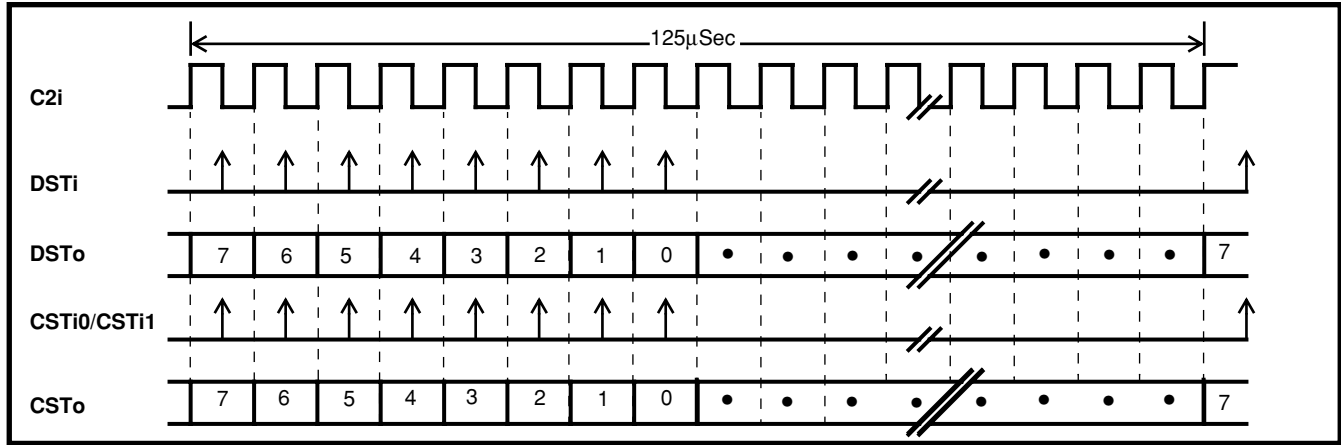 125μSec
C2i
DSTi
DSTo 7 6 5 4 3 2 1 0 • • • • • • • • 7
CSTi0/CSTi1
CSTo 7 6 5 4 3 2 1 0 • • • • • • • • 7